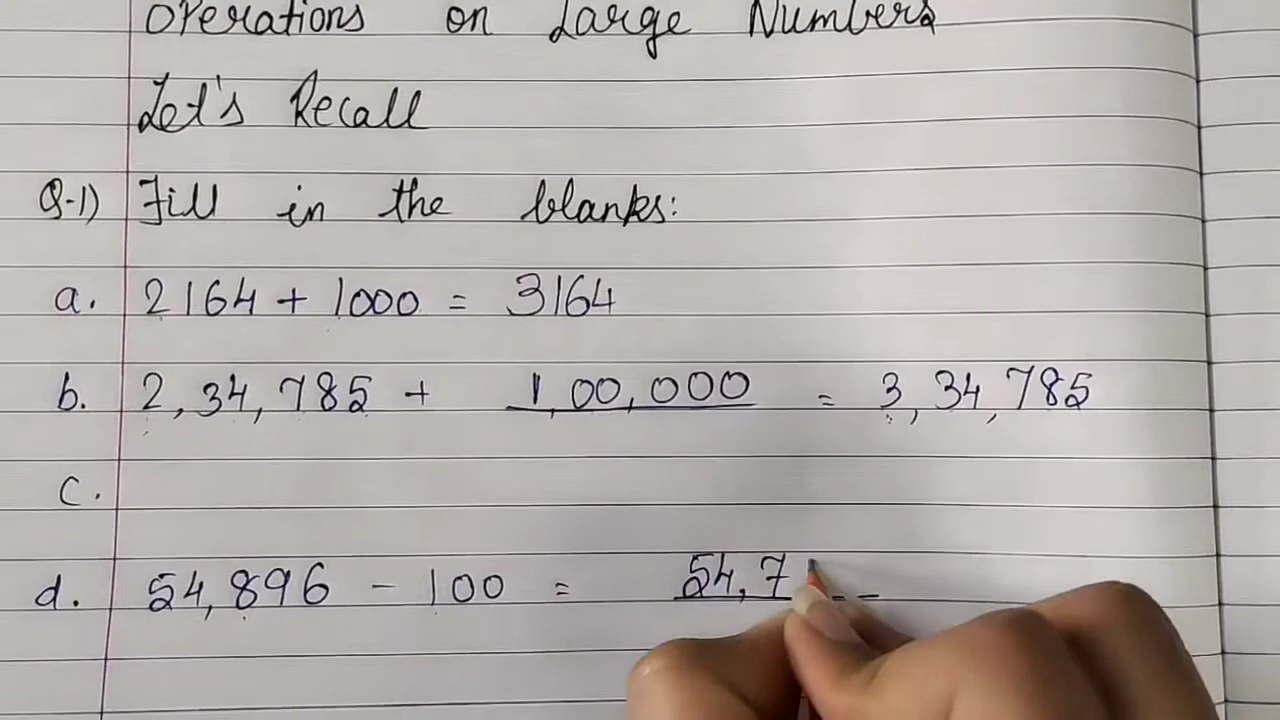 Operations on Large Numbers
Let's Recall
Q-1) Fill in the blanks:
a. 2164 + 1000 = 3164
b. 2,34,785 + 1,00,000 = 3,34,785
c.
d. 54,896 - 100 = 54,7